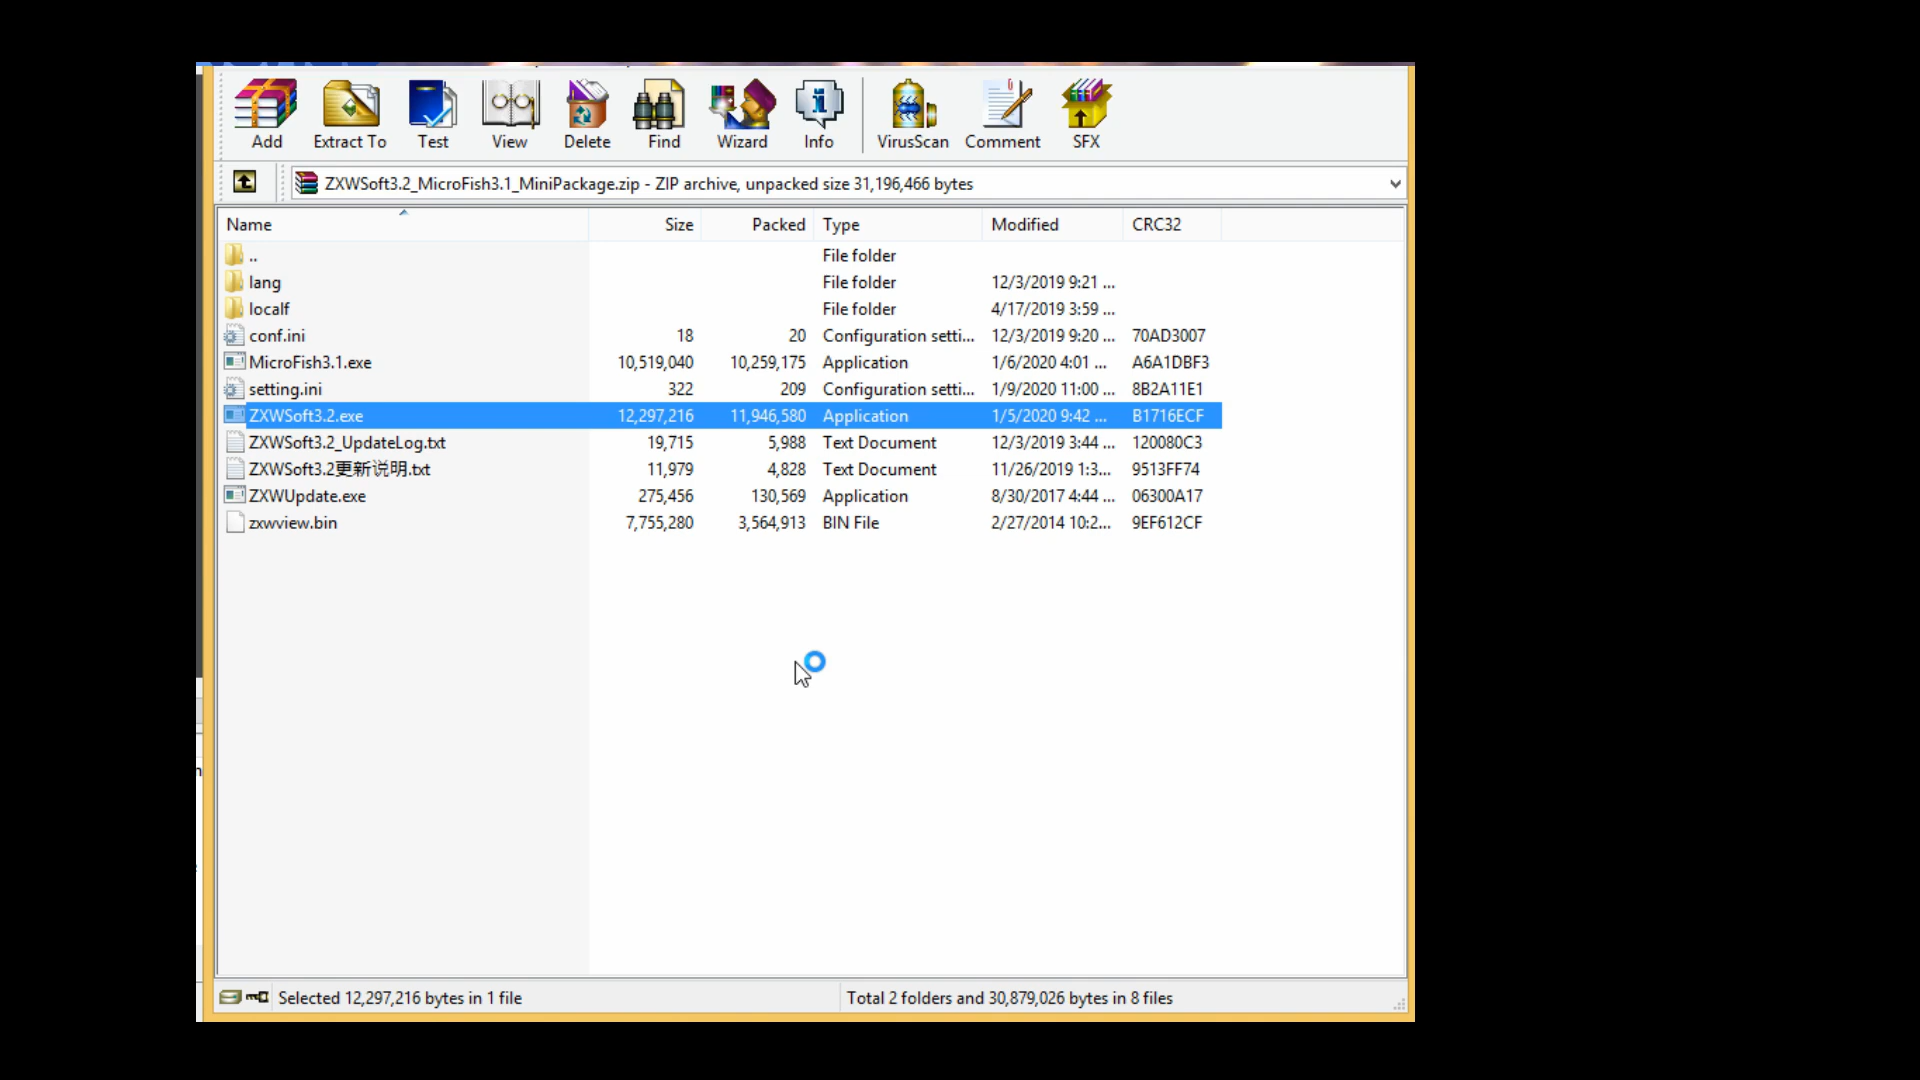 Add Extract To Test View Delete Find Wizard Info VirusScan Comment SFX
ZXWSoft3.2_MicroFish3.1_MiniPackage.zip - ZIP archive, unpacked size 31,196,466 bytes
Name Size Packed Type Modified CRC32
.. File folder
lang File folder 12/3/2019 9:21 ...
localf File folder 4/17/2019 3:59 ...
conf.ini 18 20 Configuration setti... 12/3/2019 9:20 ... 70AD3007
MicroFish3.1.exe 10,519,040 10,259,175 Application 1/6/2020 4:01 ... A6A1DBF3
setting.ini 322 209 Configuration setti... 1/9/2020 11:00 ... 8B2A11E1
ZXWSoft3.2.exe 12,297,216 11,946,580 Application 1/5/2020 9:42 ... B1716ECF
ZXWSoft3.2_UpdateLog.txt 19,715 5,988 Text Document 12/3/2019 3:44 ... 120080C3
ZXWSoft3.2更新说明.txt 11,979 4,828 Text Document 11/26/2019 1:3... 9513FF74
ZXWUpdate.exe 275,456 130,569 Application 8/30/2017 4:44 ... 06300A17
zxwview.bin 7,755,280 3,564,913 BIN File 2/27/2014 10:2... 9EF612CF
Selected 12,297,216 bytes in 1 file Total 2 folders and 30,879,026 bytes in 8 files